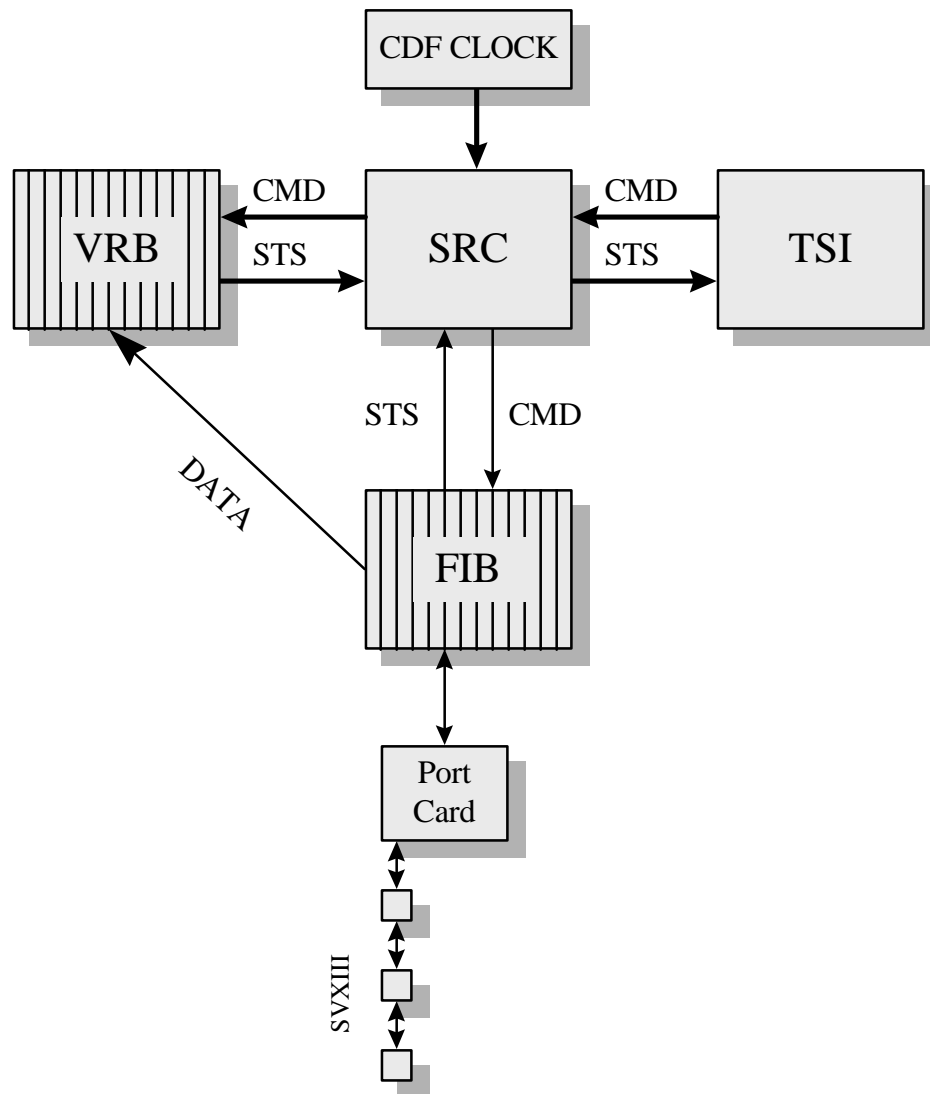 CDF CLOCK
CMD
CMD
VRB
SRC
TSI
STS
STS
STS
CMD
DATA
FIB
Port
Card
SVXIII